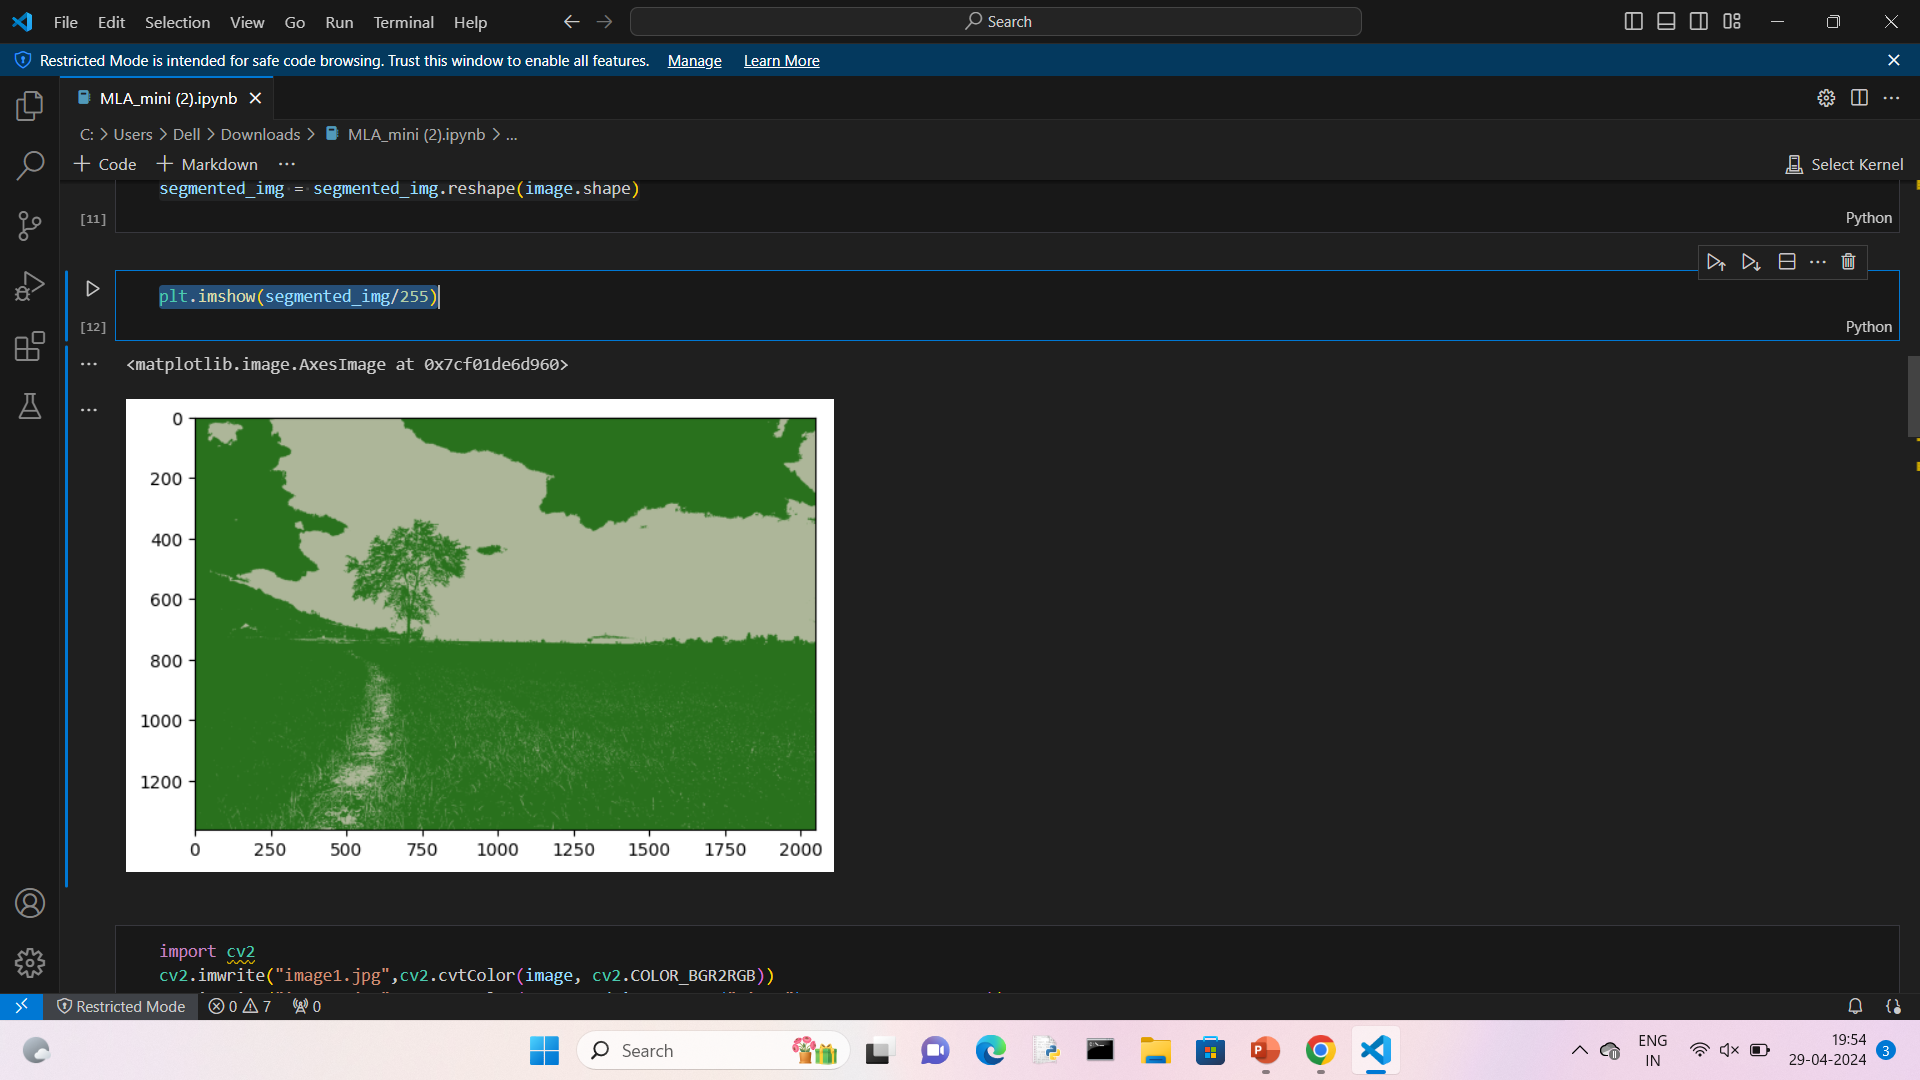 File Edit Selection View Go Run Terminal Help
Search
Restricted Mode is intended for safe code browsing. Trust this window to enable all features. Manage Learn More
MLA_mini (2).ipynb
C: > Users > Dell > Downloads > MLA_mini (2).ipynb > ...
+ Code + Markdown ...
Select Kernel
segmented_img = segmented_img.reshape(image.shape)
[11]
Python
plt.imshow(segmented_img/255)
[12]
Python
<matplotlib.image.AxesImage at 0x7cf01de6d960>
0
200
400
600
800
1000
1200
0 250 500 750 1000 1250 1500 1750 2000
import cv2
cv2.imwrite("image1.jpg",cv2.cvtColor(image, cv2.COLOR_BGR2RGB))
Restricted Mode 0 7 0
Search
ENG
IN
19:54
29-04-2024
3